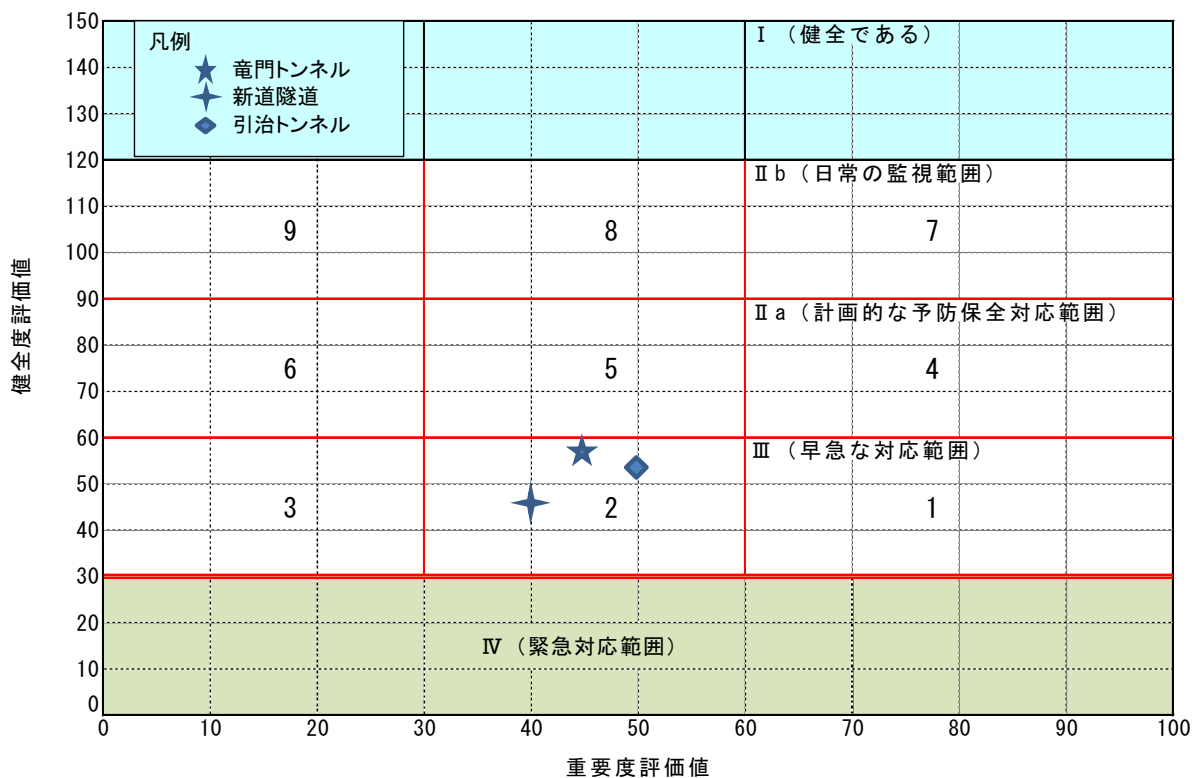 凡例
竜門トンネル
新道隧道
引治トンネル
Ⅰ（健全である）
Ⅱb（日常の監視範囲）
9 8 7
Ⅱa（計画的な予防保全対応範囲）
6 5 4
Ⅲ（早急な対応範囲）
3 2 1
Ⅳ（緊急対応範囲）
健全度評価値
150
140
130
120
110
100
90
80
70
60
50
40
30
20
10
0
0 10 20 30 40 50 60 70 80 90 100
重要度評価値